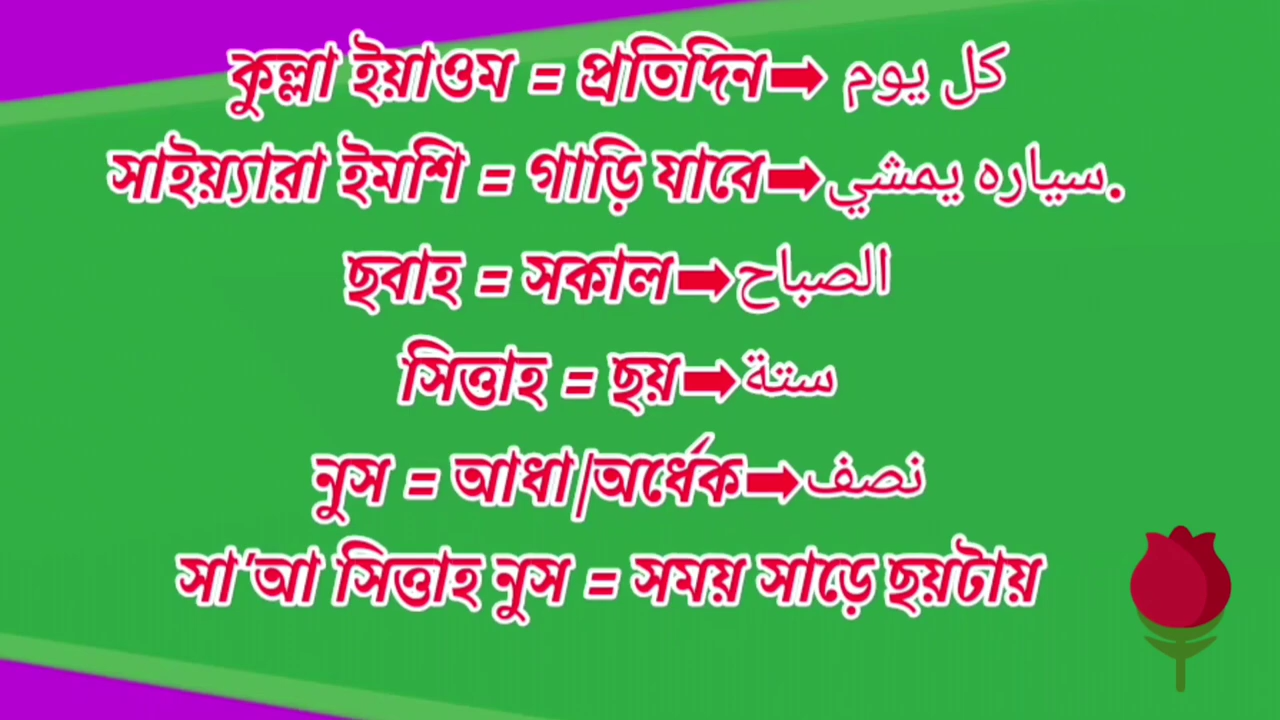 কুল্লা ইয়াওম = প্রতিদিন➡ كل يوم
সাইয়্যারা ইমশি = গাড়ি যাবে➡سياره يمشي.
ছবাহ = সকাল➡الصباح
সিত্তাহ = ছয়➡ستة
নুস = আধা/অর্ধেক➡نصف
সা'আ সিত্তাহ নুস = সময় সাড়ে ছয়টায়